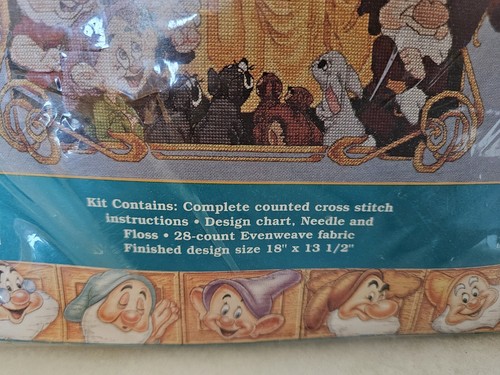 Kit Contains: Complete counted cross stitch
instructions • Design chart, Needle and
Floss • 28-count Evenweave fabric
Finished design size 18" x 13 1/2"